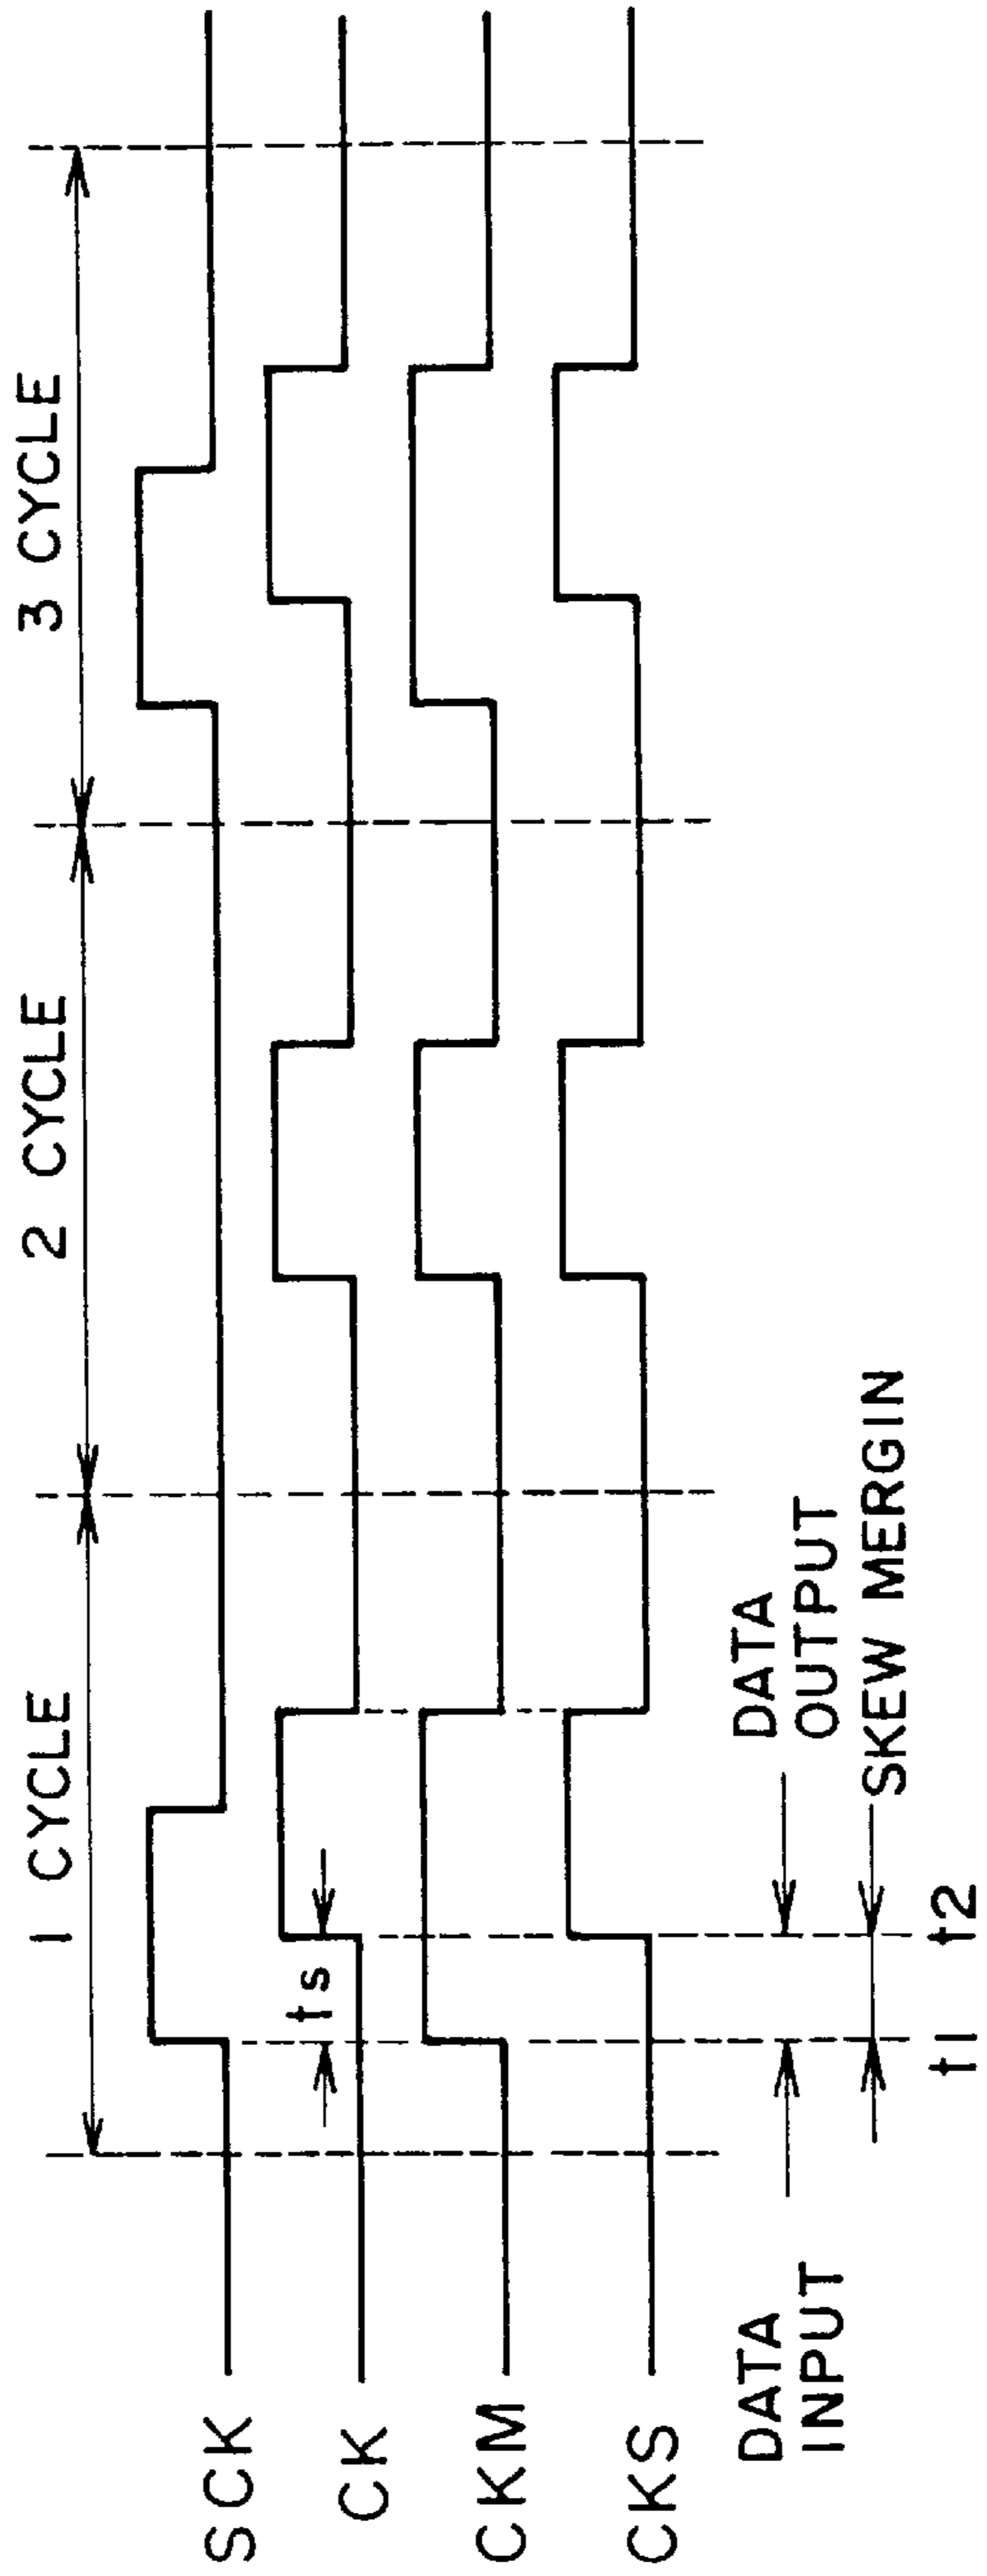 1 CYCLE
2 CYCLE
3 CYCLE
SCK
CK
ts
CKM
CKS
DATA
INPUT
DATA
OUTPUT
SKEW MERGIN
t1
t2